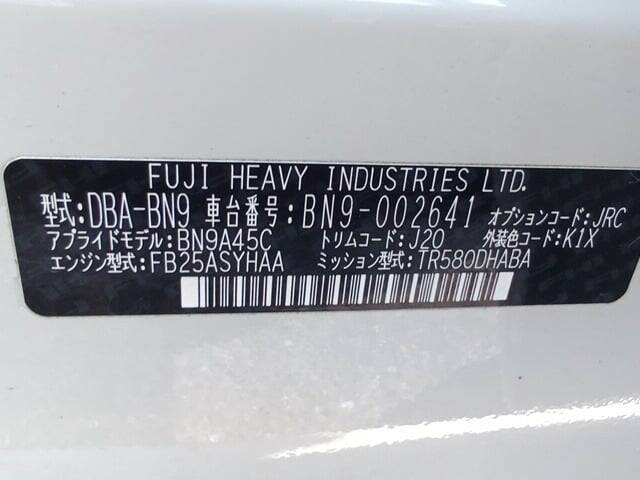 FUJI HEAVY INDUSTRIES LTD.
型式:DBA-BN9 車台番号:BN9-002641 オプションコード:JRC
アプライドモデル:BN9A45C トリムコード:J20 外装色コード:K1X
エンジン型式:FB25ASYHAA ミッション型式:TR580DHABA